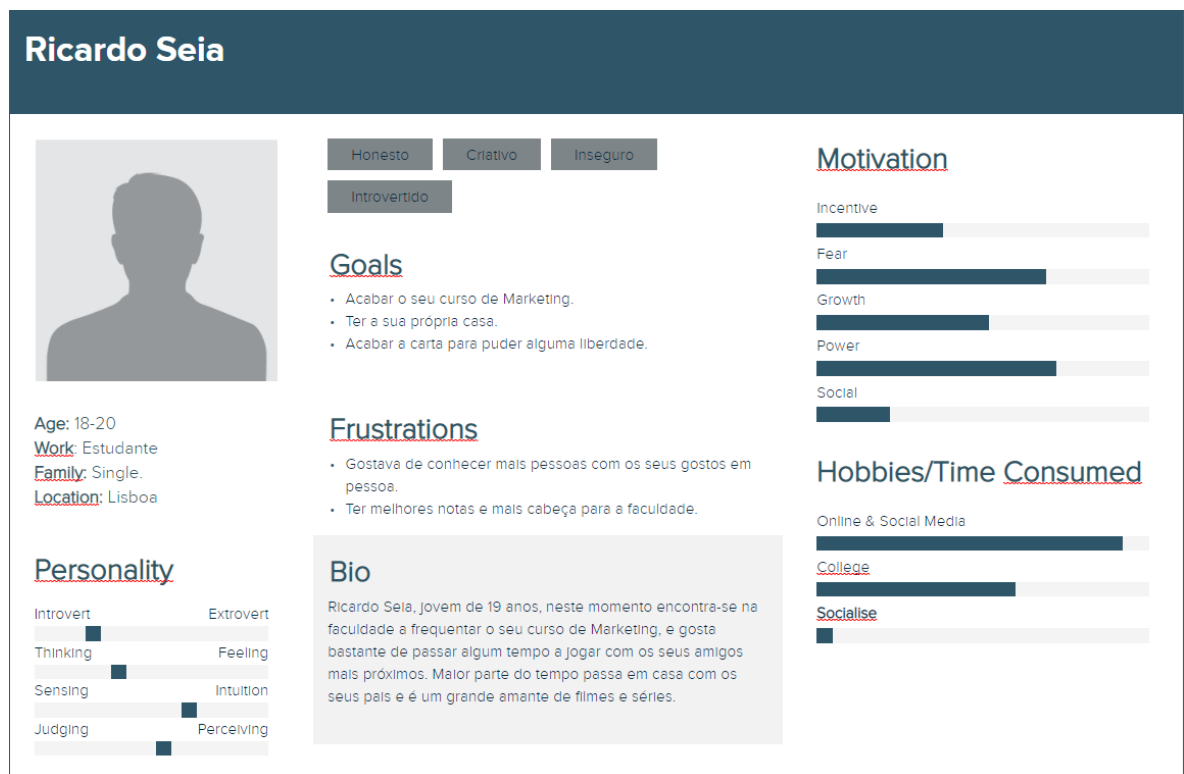 Ricardo Seia
Honesto Criativo Inseguro
Introvertido
Age: 18-20
Work: Estudante
Family: Single.
Location: Lisboa
Personality
Introvert Extrovert
Thinking Feeling
Sensing Intuition
Judging Perceiving
Goals
• Acabar o seu curso de Marketing.
• Ter a sua própria casa.
• Acabar a carta para puder alguma liberdade.
Frustrations
• Gostava de conhecer mais pessoas com os seus gostos em
pessoa.
• Ter melhores notas e mais cabeça para a faculdade.
Bio
Ricardo Seia, jovem de 19 anos, neste momento encontra-se na
faculdade a frequentar o seu curso de Marketing, e gosta
bastante de passar algum tempo a jogar com os seus amigos
mais próximos. Maior parte do tempo passa em casa com os
seus pais e é um grande amante de filmes e séries.
Motivation
Incentive
Fear
Growth
Power
Social
Hobbies/Time Consumed
Online & Social Media
College
Socialise